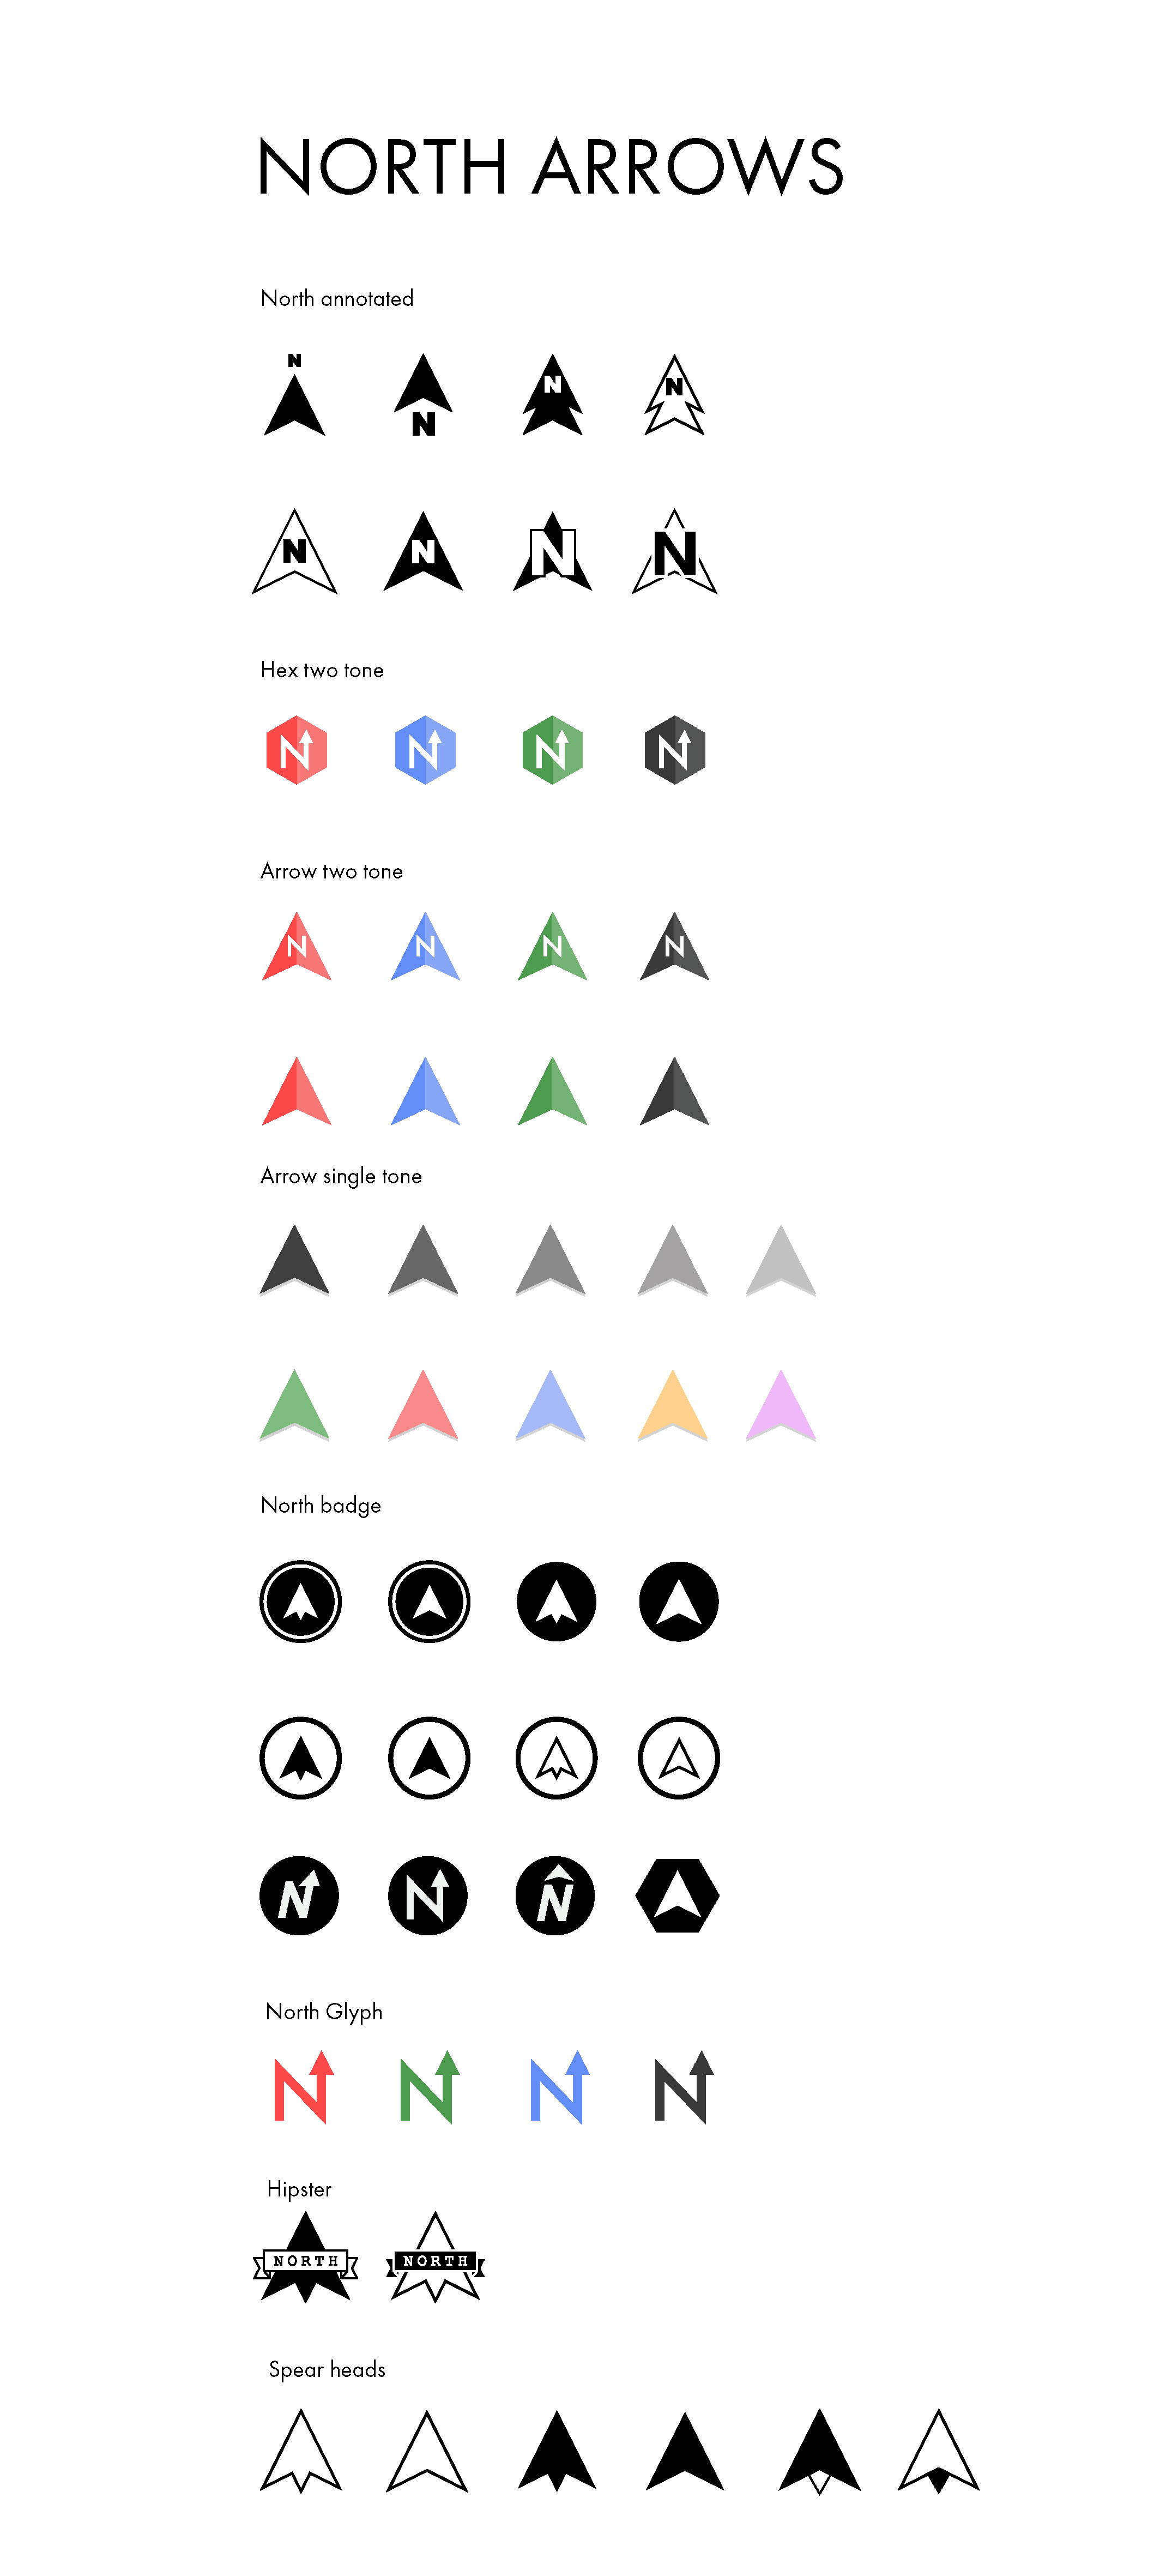 NORTH ARROWS
North annotated
N
N
N
N
N
N
N
N
Hex two tone
N
N
N
N
Arrow two tone
N
N
N
N
Arrow single tone
North badge
N
N
N
North Glyph
N
N
N
N
Hipster
NORTH
NORTH
Spear heads